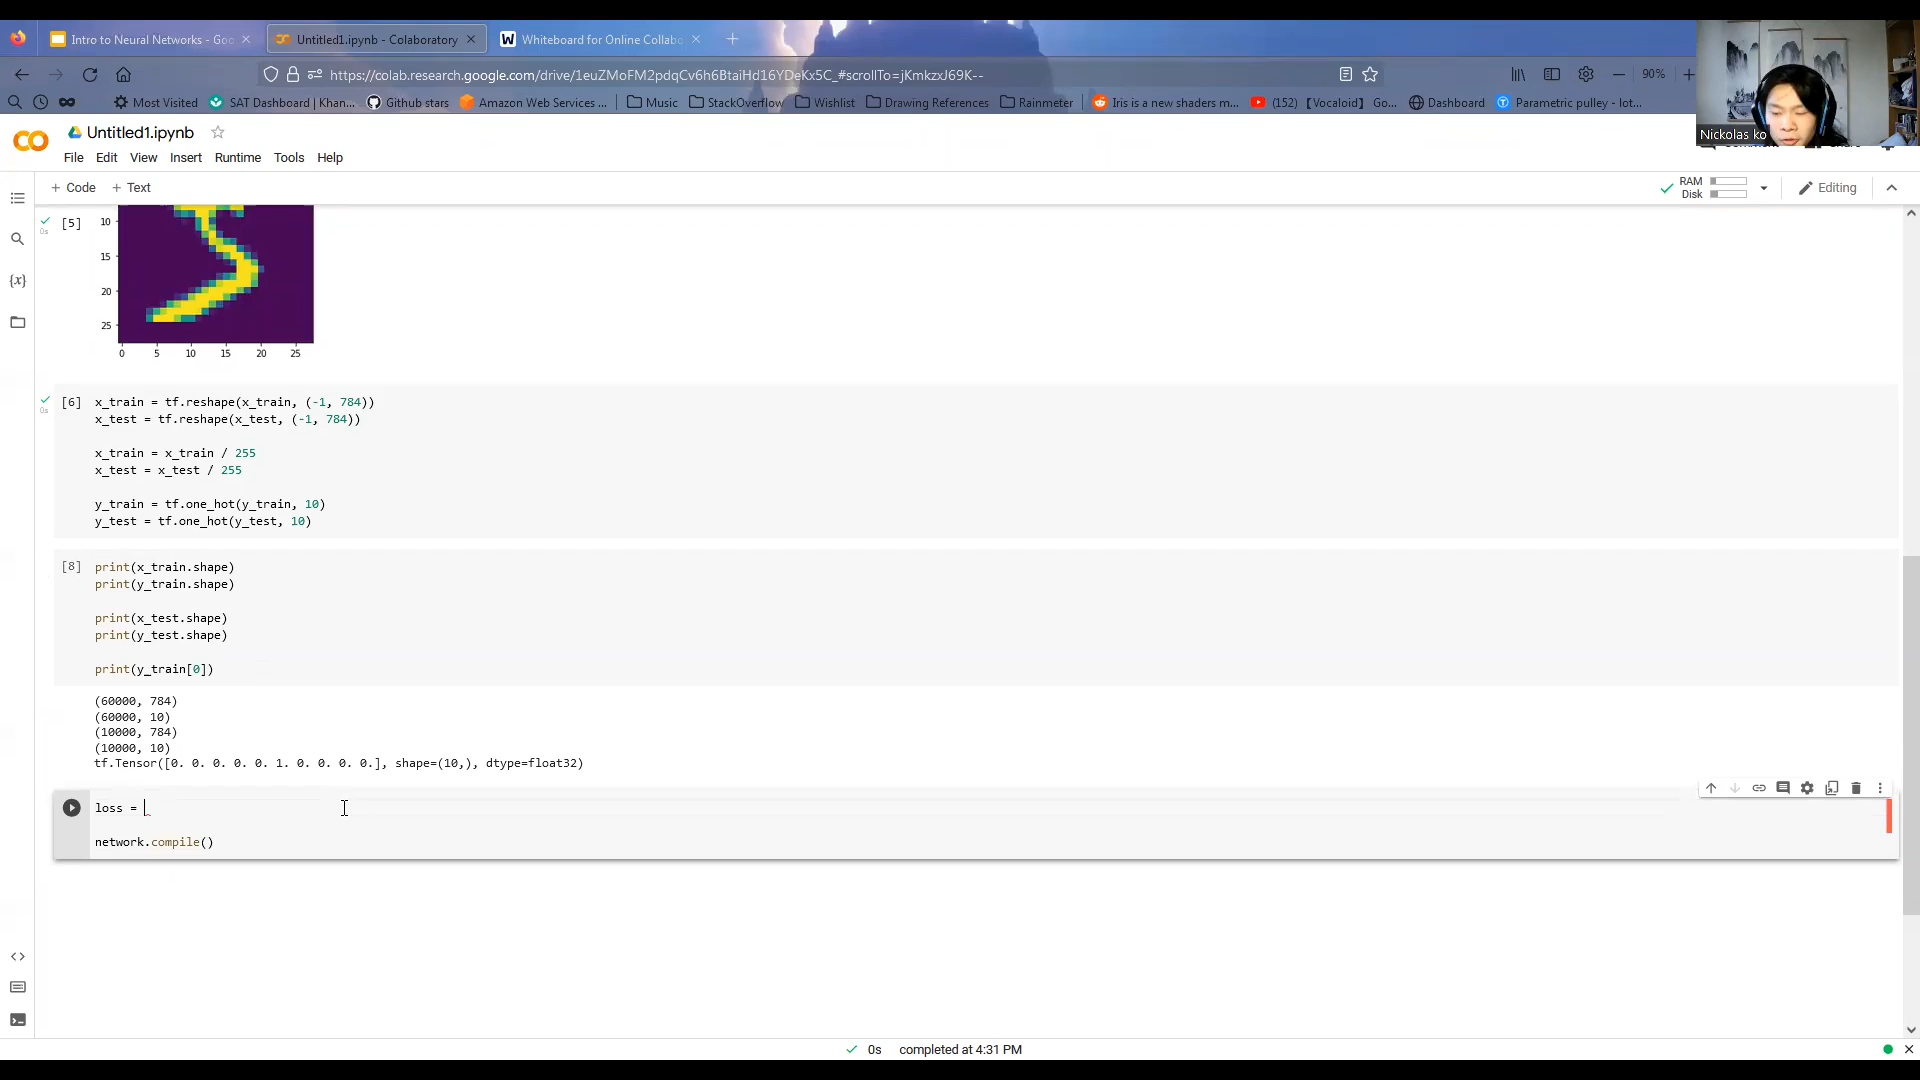 Intro to Neural Networks - Goo
Untitled1.ipynb - Colaboratory
Whiteboard for Online Collabo
https://colab.research.google.com/drive/1euZMoFM2pdqCv6h6BtaiHd16YDeKx5C_#scrollTo=jKmkzxJ69K--
90%
Most Visited
SAT Dashboard | Khan...
Github stars
Amazon Web Services ...
Music
StackOverflow
Wishlist
Drawing References
Rainmeter
Iris is a new shaders m...
(152) 【Vocaloid】 Go...
Dashboard
Parametric pulley - lot...
Nickolas ko
CO
Untitled1.ipynb
File Edit View Insert Runtime Tools Help
+ Code + Text
RAM
Disk
Editing
[5]
0s
10
15
20
25
0 5 10 15 20 25
[6]
0s
x_train = tf.reshape(x_train, (-1, 784))
x_test = tf.reshape(x_test, (-1, 784))
x_train = x_train / 255
x_test = x_test / 255
y_train = tf.one_hot(y_train, 10)
y_test = tf.one_hot(y_test, 10)
[8]
print(x_train.shape)
print(y_train.shape)
print(x_test.shape)
print(y_test.shape)
print(y_train[0])
(60000, 784)
(60000, 10)
(10000, 784)
(10000, 10)
tf.Tensor([0. 0. 0. 0. 0. 1. 0. 0. 0. 0.], shape=(10,), dtype=float32)
loss =
network.compile()
0s completed at 4:31 PM